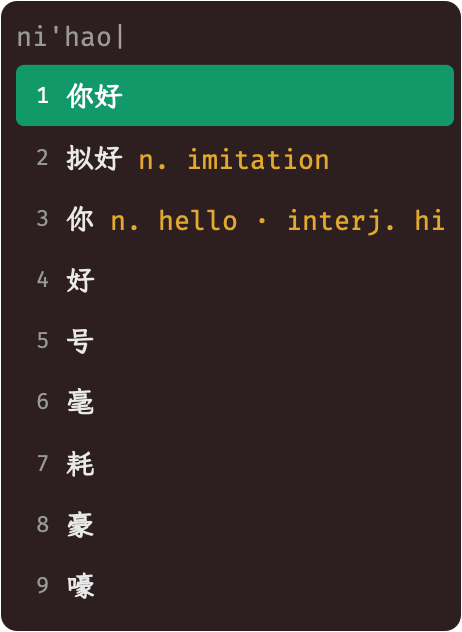 ni'hao|
1 你好
2 拟好 n. imitation
3 你 n. hello · interj. hi
4 好
5 号
6 毫
7 耗
8 豪
9 嚎